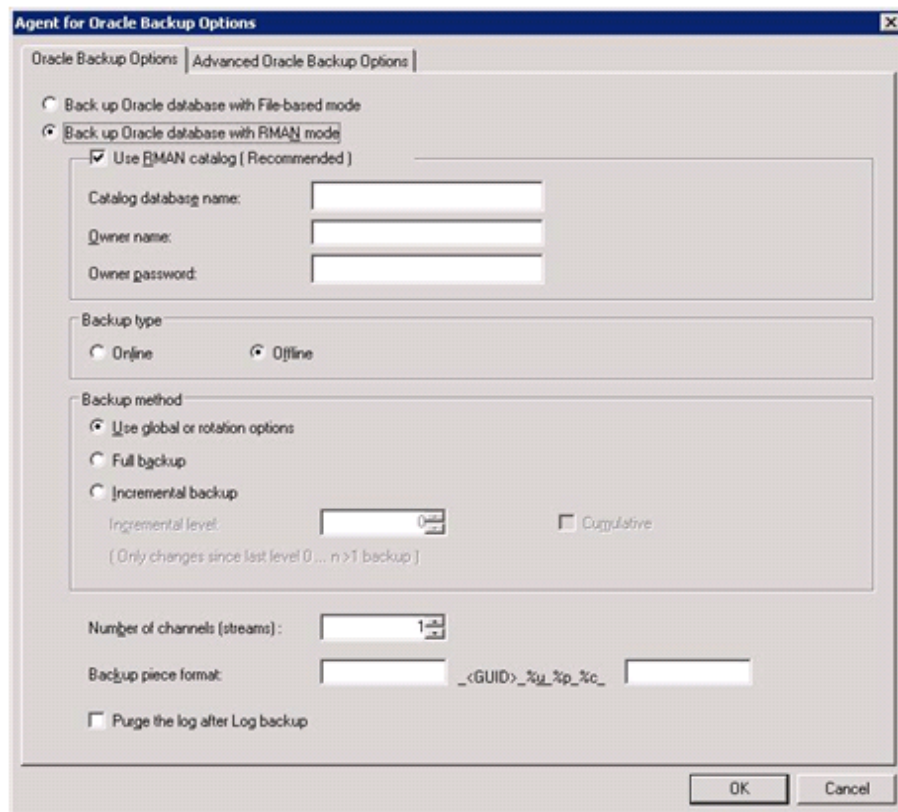 Agent for Oracle Backup Options
Oracle Backup Options
Advanced Oracle Backup Options
Back up Oracle database with File-based mode
Back up Oracle database with RMAN mode
Use RMAN catalog ( Recommended )
Catalog database name:
Owner name:
Owner password:
Backup type
Online
Offline
Backup method
Use global or rotation options
Full backup
Incremental backup
Incremental level:
0
Cumulative
( Only changes since last level 0 ... n >1 backup )
Number of channels (streams) :
1
Backup piece format:
_<GUID>_%u_%p_%c_
Purge the log after Log backup
OK
Cancel